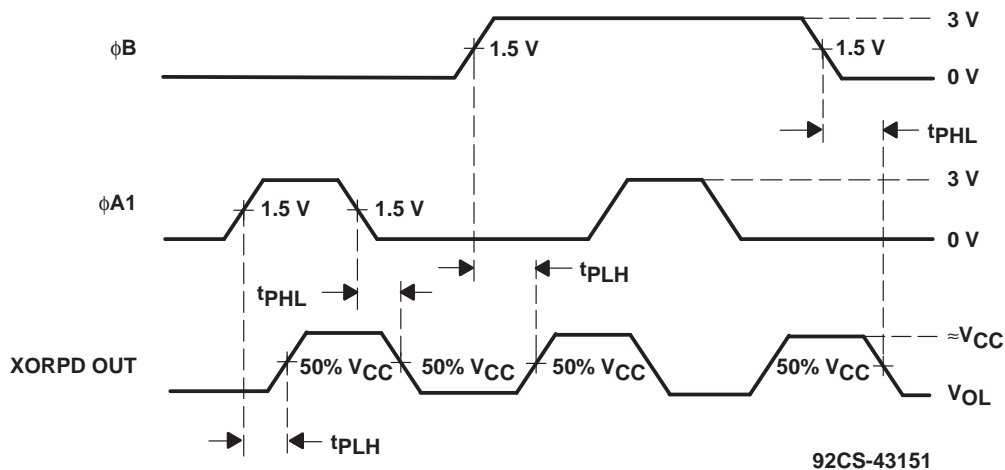 3 V
ϕB
1.5 V
1.5 V
0 V
tPHL
3 V
ϕA1
1.5 V
1.5 V
0 V
tPHL
tPLH
XORPD OUT
50% VCC
50% VCC
50% VCC
50% VCC
≈VCC
VOL
tPLH
92CS-43151